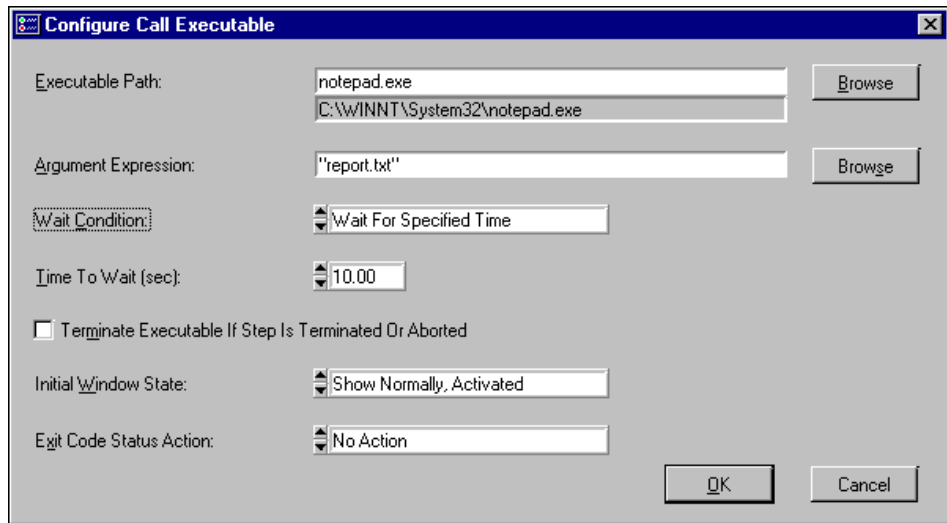 Configure Call Executable
Executable Path:
notepad.exe
Browse
C:\WINNT\System32\notepad.exe
Argument Expression:
"report.txt"
Browse
Wait Condition:
Wait For Specified Time
Time To Wait (sec):
10.00
Terminate Executable If Step Is Terminated Or Aborted
Initial Window State:
Show Normally, Activated
Exit Code Status Action:
No Action
OK
Cancel